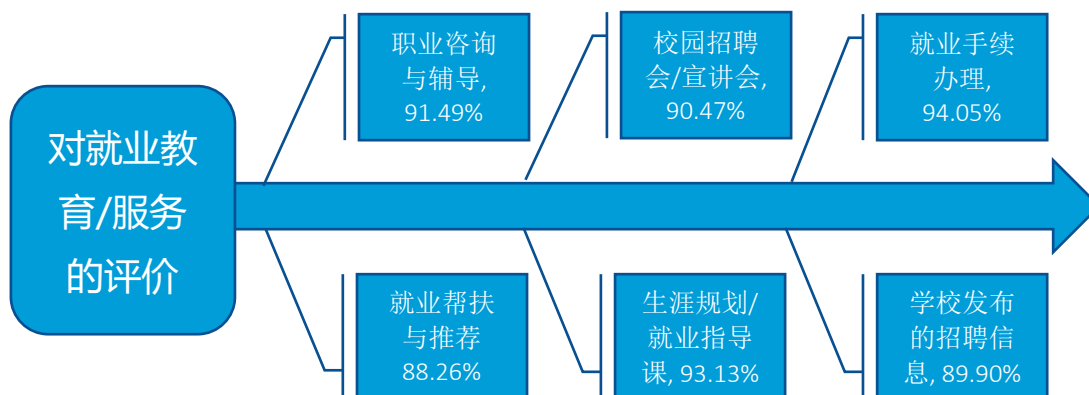 对就业教
育/服务
的评价
职业咨询
与辅导,
91.49%
校园招聘
会/宣讲会,
90.47%
就业手续
办理,
94.05%
就业帮扶
与推荐
88.26%
生涯规划/
就业指导
课, 93.13%
学校发布
的招聘信
息, 89.90%